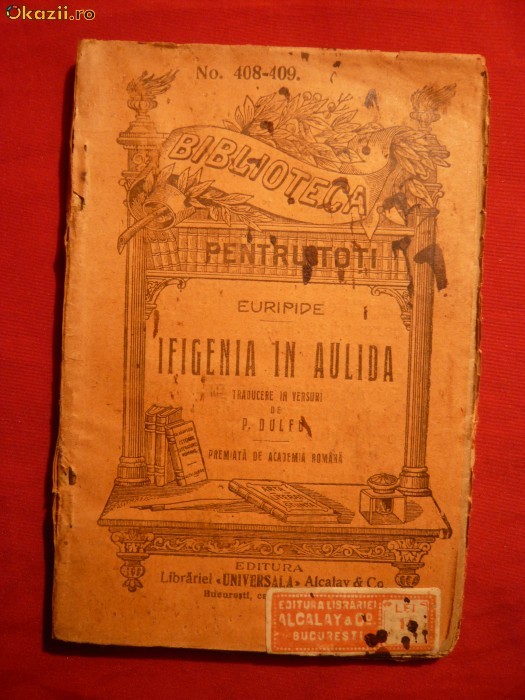 Okazii.ro
No. 408-409.
BIBLIOTECA
PENTRU TOTI
EURIPIDE
IFIGENIA IN AULIDA
TRADUCERE IN VERSURI
DE
P. DULFU
PREMIATĂ DE ACADEMIA ROMÂNĂ
EDITURA
Librăriei «UNIVERSALA» Alcalay & Co.
Bucureşti,
EDITURA LIBRARIEI
ALCALAY & Co.
BUCURESTI
LEI